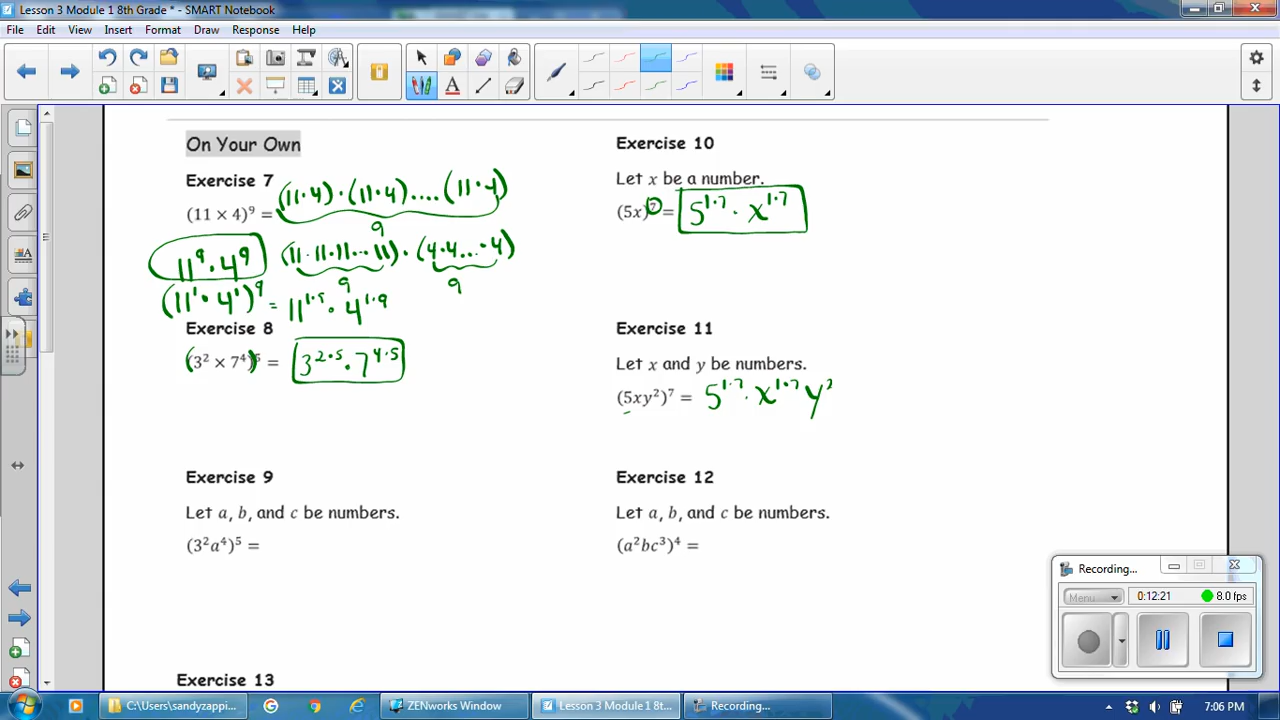 Lesson 3 Module 1 8th Grade * - SMART Notebook
File Edit View Insert Format Draw Response Help
On Your Own
Exercise 7
(11 · 4) · (11 · 4) .... (11 · 4)
(11 × 4)⁹ =
9
11⁹ · 4⁹
(11 · 11 · 11 ... 11) · (4 · 4 ... · 4)
9 9
(11¹ · 4¹)⁹ = 11¹·⁹ · 4¹·⁹
Exercise 8
(3² × 7⁴)⁵ = 3²·⁵ · 7⁴·⁵
Exercise 9
Let a, b, and c be numbers.
(3²a⁴)⁵ =
Exercise 10
Let x be a number.
(5x)⁷ = 5¹·⁷ · x¹·⁷
Exercise 11
Let x and y be numbers.
(5xy²)⁷ = 5¹·⁷ · x¹·⁷ y²
Exercise 12
Let a, b, and c be numbers.
(a²bc³)⁴ =
Exercise 13
Recording...
Menu 0:12:21 8.0 fps
C:\Users\sandyzappi... ZENworks Window Lesson 3 Module 1 8t... Recording... 7:06 PM